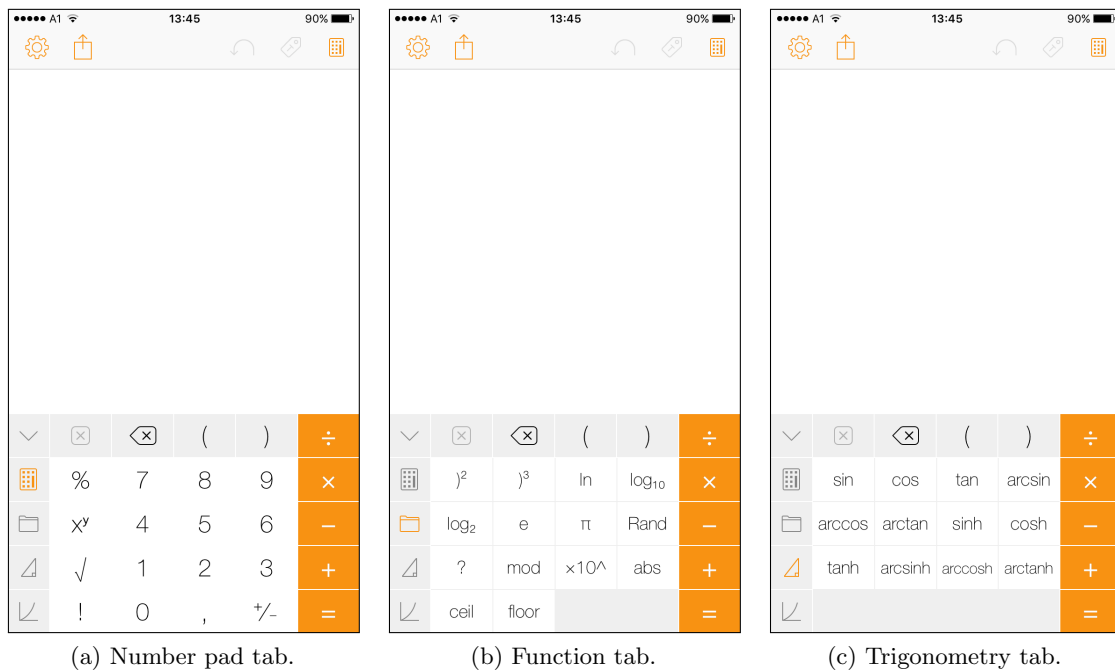 A1 13:45 90%
( ) ÷
% 7 8 9 ×
xʸ 4 5 6 −
√ 1 2 3 +
! 0 , +/− =
(a) Number pad tab.
A1 13:45 90%
( ) ÷
)² )³ ln log₁₀ ×
log₂ e π Rand −
? mod ×10^ abs +
ceil floor =
(b) Function tab.
A1 13:45 90%
( ) ÷
sin cos tan arcsin ×
arccos arctan sinh cosh −
tanh arcsinh arccosh arctanh +
=
(c) Trigonometry tab.